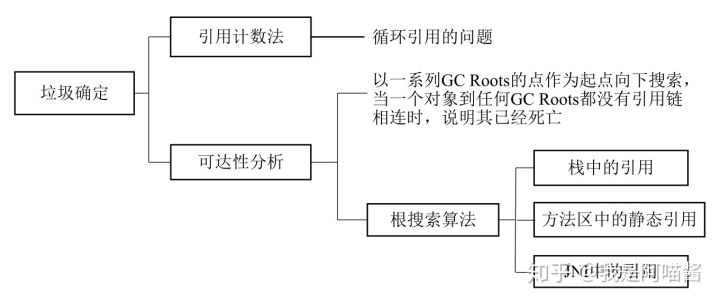 引用计数法
循环引用的问题
垃圾确定
以一系列GC Roots的点作为起点向下搜索,
当一个对象到任何GC Roots都没有引用链
相连时,说明其已经死亡
可达性分析
栈中的引用
根搜索算法
方法区中的静态引用
JNI中的引用
知乎 @我是阿喵酱